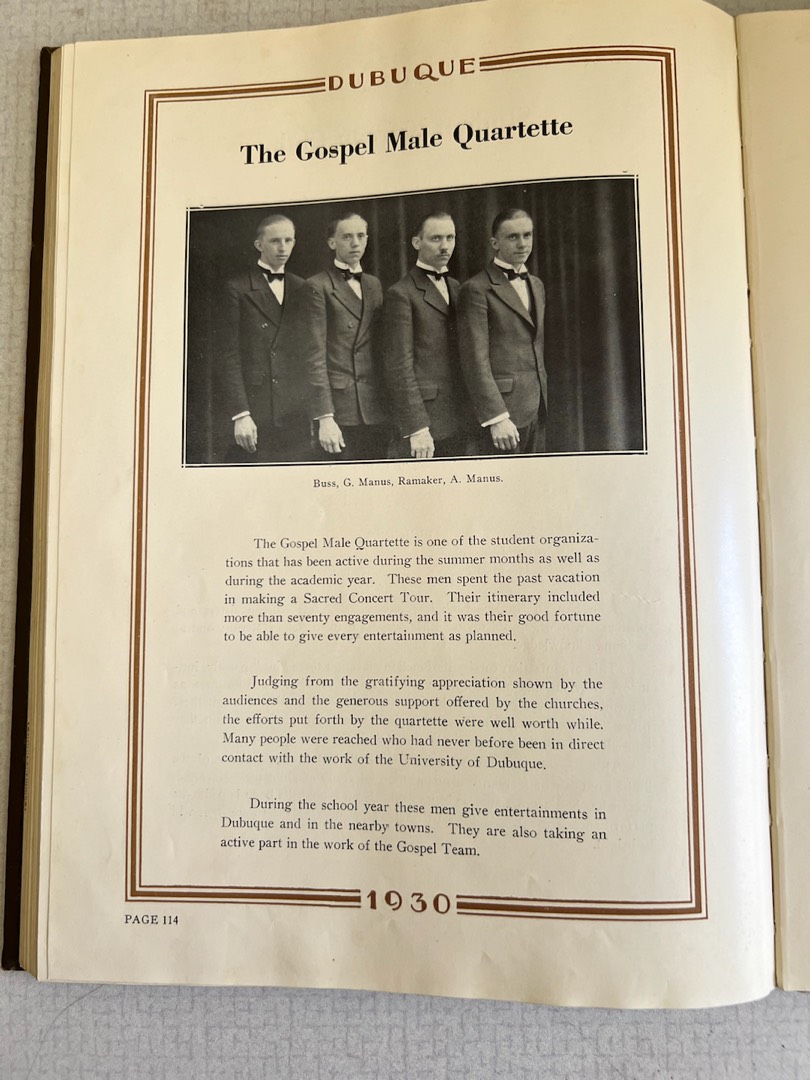 DUBUQUE
The Gospel Male Quartette
Buss, G. Manus, Ramaker, A. Manus.
The Gospel Male Quartette is one of the student organiza-
tions that has been active during the summer months as well as
during the academic year. These men spent the past vacation
in making a Sacred Concert Tour. Their itinerary included
more than seventy engagements, and it was their good fortune
to be able to give every entertainment as planned.
Judging from the gratifying appreciation shown by the
audiences and the generous support offered by the churches,
the efforts put forth by the quartette were well worth while.
Many people were reached who had never before been in direct
contact with the work of the University of Dubuque.
During the school year these men give entertainments in
Dubuque and in the nearby towns. They are also taking an
active part in the work of the Gospel Team.
1930
PAGE 114